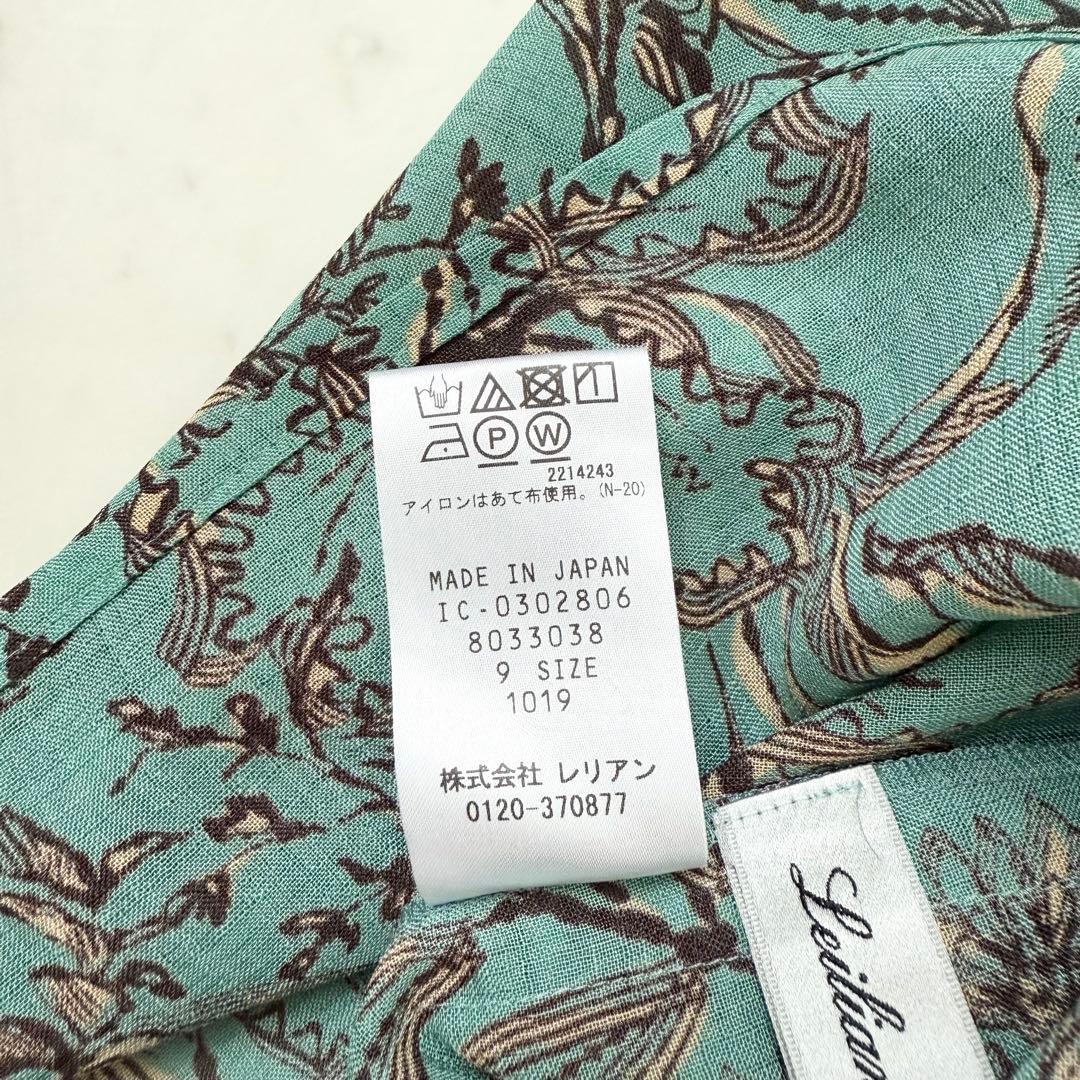 P W
2214243
アイロンはあて布使用。(N-20)
MADE IN JAPAN
IC-0302806
8033038
9 SIZE
1019
株式会社 レリアン
0120-370877
Leilian